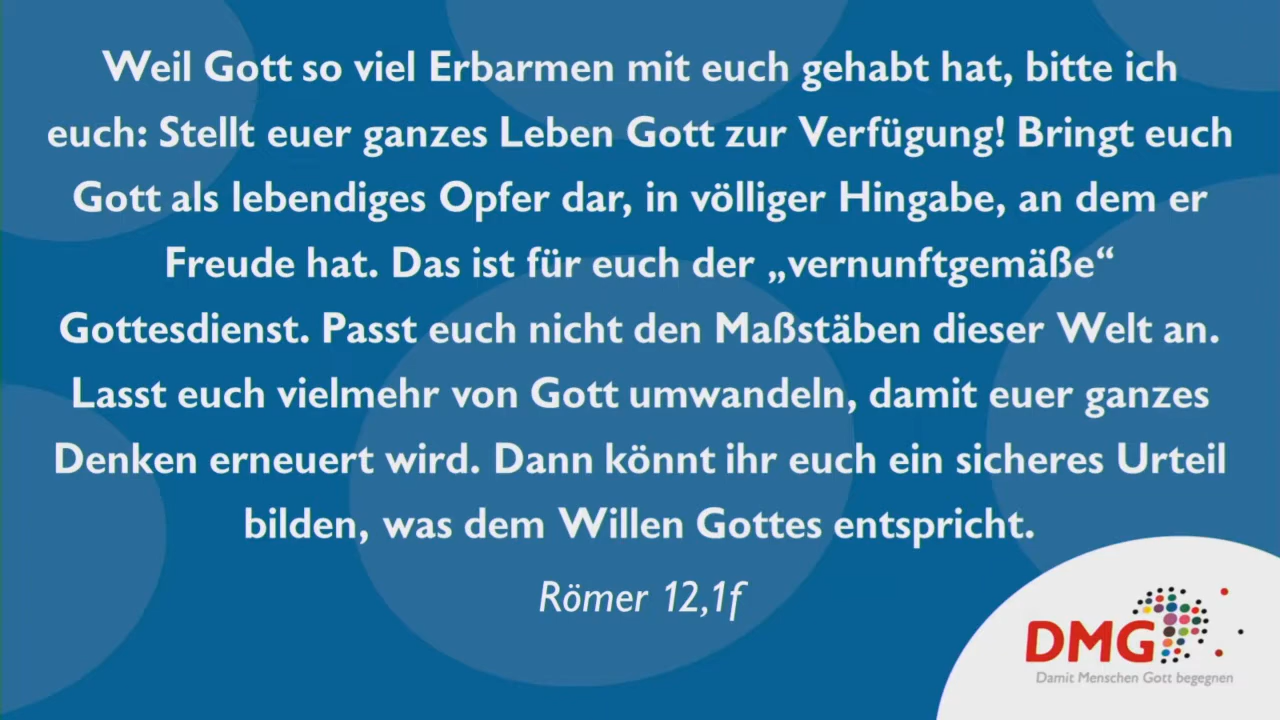 Weil Gott so viel Erbarmen mit euch gehabt hat, bitte ich
euch: Stellt euer ganzes Leben Gott zur Verfügung! Bringt euch
Gott als lebendiges Opfer dar, in völliger Hingabe, an dem er
Freude hat. Das ist für euch der „vernunftgemäße“
Gottesdienst. Passt euch nicht den Maßstäben dieser Welt an.
Lasst euch vielmehr von Gott umwandeln, damit euer ganzes
Denken erneuert wird. Dann könnt ihr euch ein sicheres Urteil
bilden, was dem Willen Gottes entspricht.
Römer 12,1f
DMG
Damit Menschen Gott begegnen